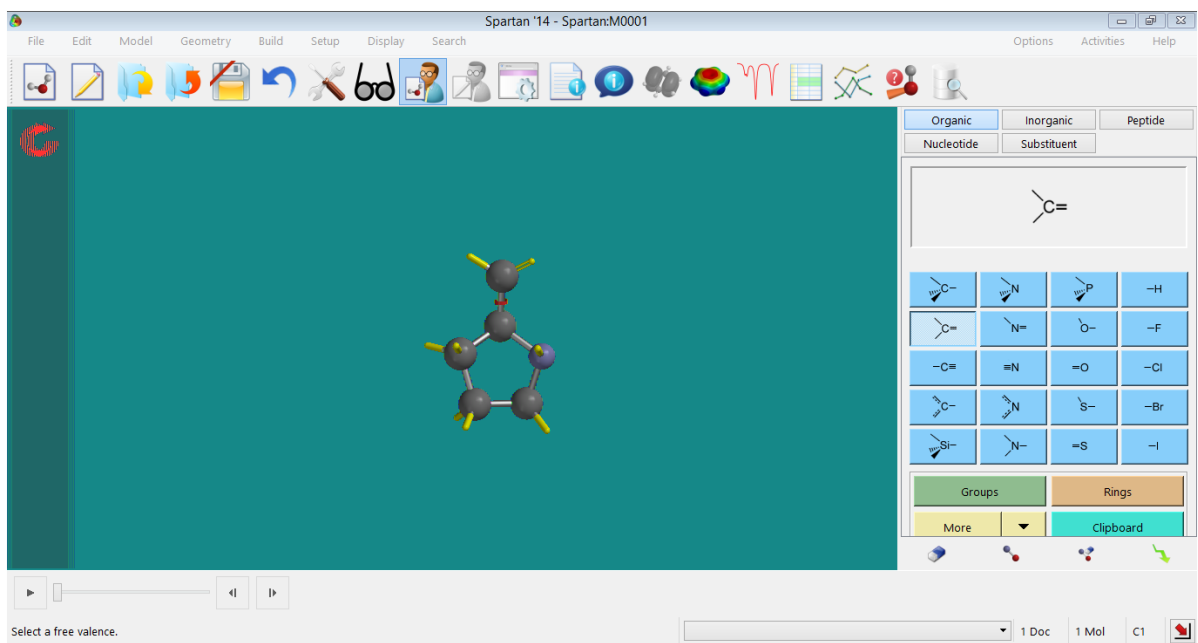 Spartan '14 - Spartan:M0001
File Edit Model Geometry Build Setup Display Search Options Activities Help
Organic Inorganic Peptide
Nucleotide Substituent
C=
C- N P -H
C= N= O- -F
-C≡ ≡N =O -Cl
C- N S- -Br
Si- N- =S -I
Groups Rings
More Clipboard
Select a free valence. 1 Doc 1 Mol C1